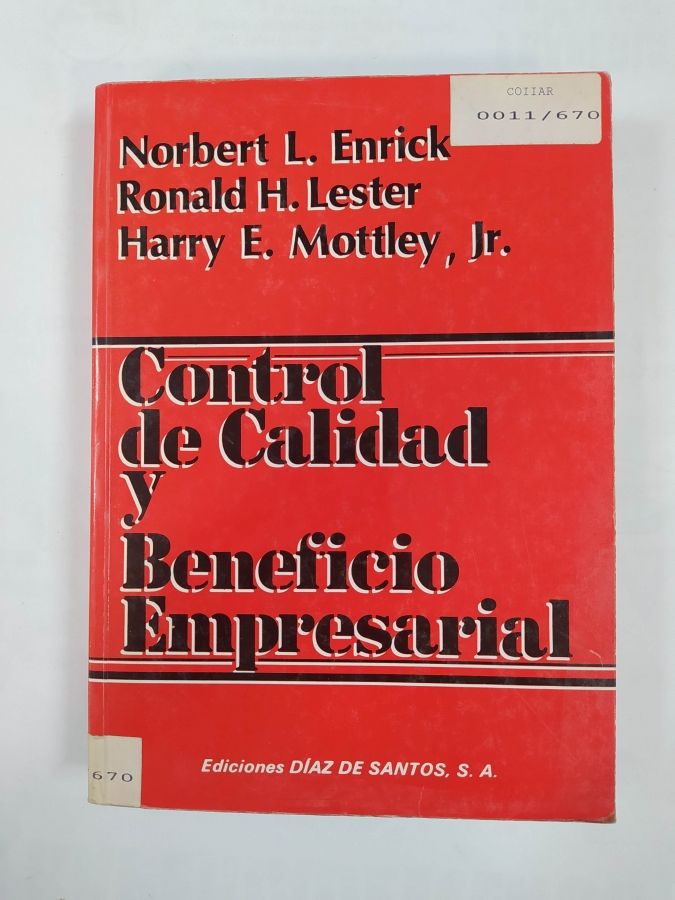 COIIAR
0011/670
Norbert L. Enrick
Ronald H. Lester
Harry E. Mottley, Jr.
Control
de Calidad
y
Beneficio
Empresarial
Ediciones DÍAZ DE SANTOS, S. A.
670